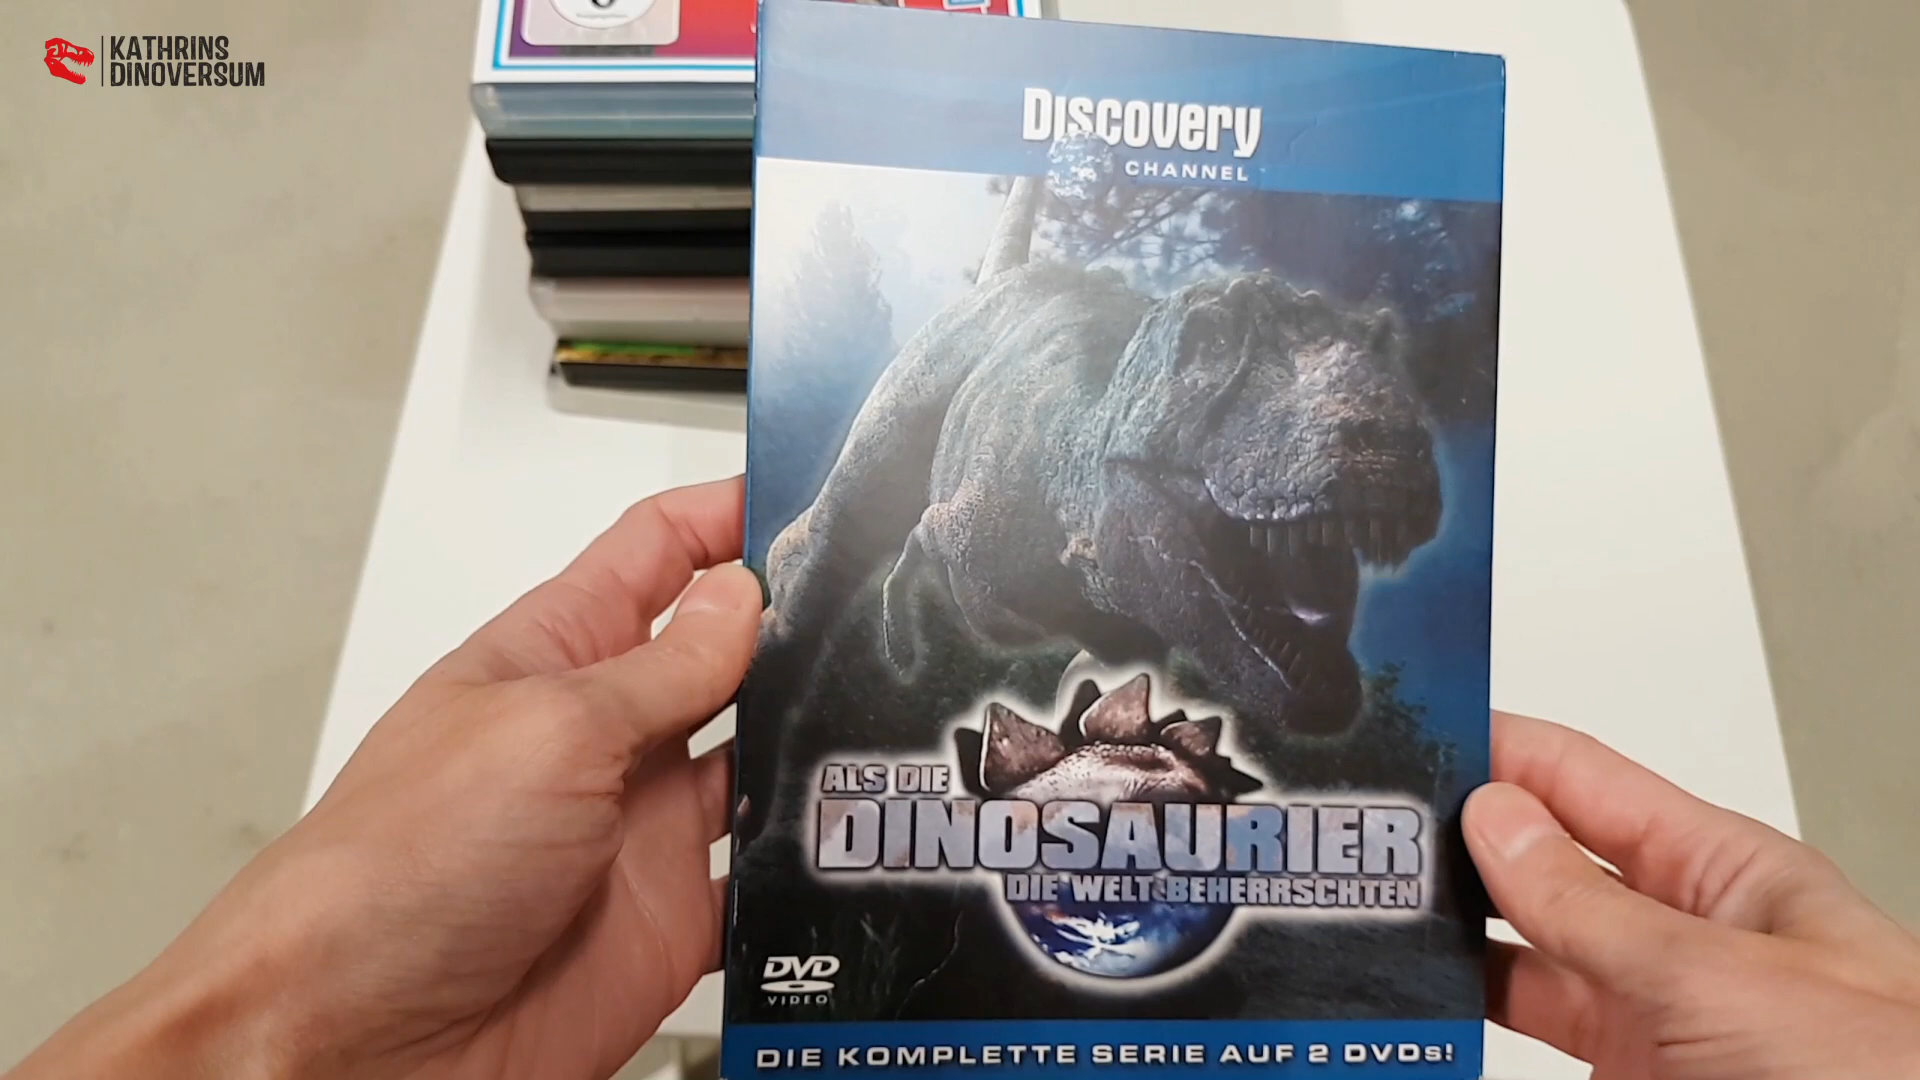 KATHRINS
DINOVERSUM
Discovery
CHANNEL
ALS DIE
DINOSAURIER
DIE WELT BEHERRSCHTEN
DVD
VIDEO
DIE KOMPLETTE SERIE AUF 2 DVDs!